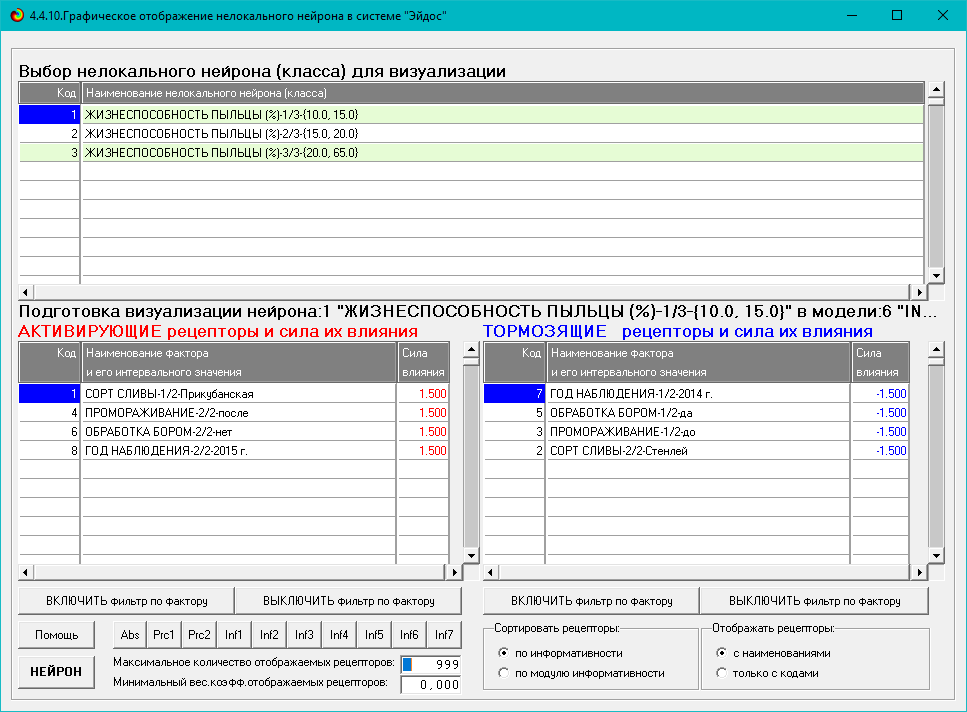 4.4.10.Графическое отображение нелокального нейрона в системе "Эйдос"
Выбор нелокального нейрона (класса) для визуализации
Код Наименование нелокального нейрона (класса)
1 ЖИЗНЕСПОСОБНОСТЬ ПЫЛЬЦЫ (%)-1/3-{10.0, 15.0}
2 ЖИЗНЕСПОСОБНОСТЬ ПЫЛЬЦЫ (%)-2/3-{15.0, 20.0}
3 ЖИЗНЕСПОСОБНОСТЬ ПЫЛЬЦЫ (%)-3/3-{20.0, 65.0}
Подготовка визуализации нейрона:1 "ЖИЗНЕСПОСОБНОСТЬ ПЫЛЬЦЫ (%)-1/3-{10.0, 15.0}" в модели:6 "IN...
АКТИВИРУЮЩИЕ рецепторы и сила их влияния
Код Наименование фактора Сила
и его интервального значения влияния
1 СОРТ СЛИВЫ-1/2-Прикубанская 1.500
4 ПРОМОРАЖИВАНИЕ-2/2-после 1.500
6 ОБРАБОТКА БОРОМ-2/2-нет 1.500
8 ГОД НАБЛЮДЕНИЯ-2/2-2015 г. 1.500
ТОРМОЗЯЩИЕ рецепторы и сила их влияния
Код Наименование фактора Сила
и его интервального значения влияния
7 ГОД НАБЛЮДЕНИЯ-1/2-2014 г. -1.500
5 ОБРАБОТКА БОРОМ-1/2-да -1.500
3 ПРОМОРАЖИВАНИЕ-1/2-до -1.500
2 СОРТ СЛИВЫ-2/2-Стенлей -1.500
ВКЛЮЧИТЬ фильтр по фактору ВЫКЛЮЧИТЬ фильтр по фактору ВКЛЮЧИТЬ фильтр по фактору ВЫКЛЮЧИТЬ фильтр по фактору
Помощь Abs Prc1 Prc2 Inf1 Inf2 Inf3 Inf4 Inf5 Inf6 Inf7
НЕЙРОН
Максимальное количество отображаемых рецепторов: 999
Минимальный вес.коэфф.отображаемых рецепторов: 0,000
Сортировать рецепторы:
по информативности
по модулю информативности
Отображать рецепторы:
с наименованиями
только с кодами